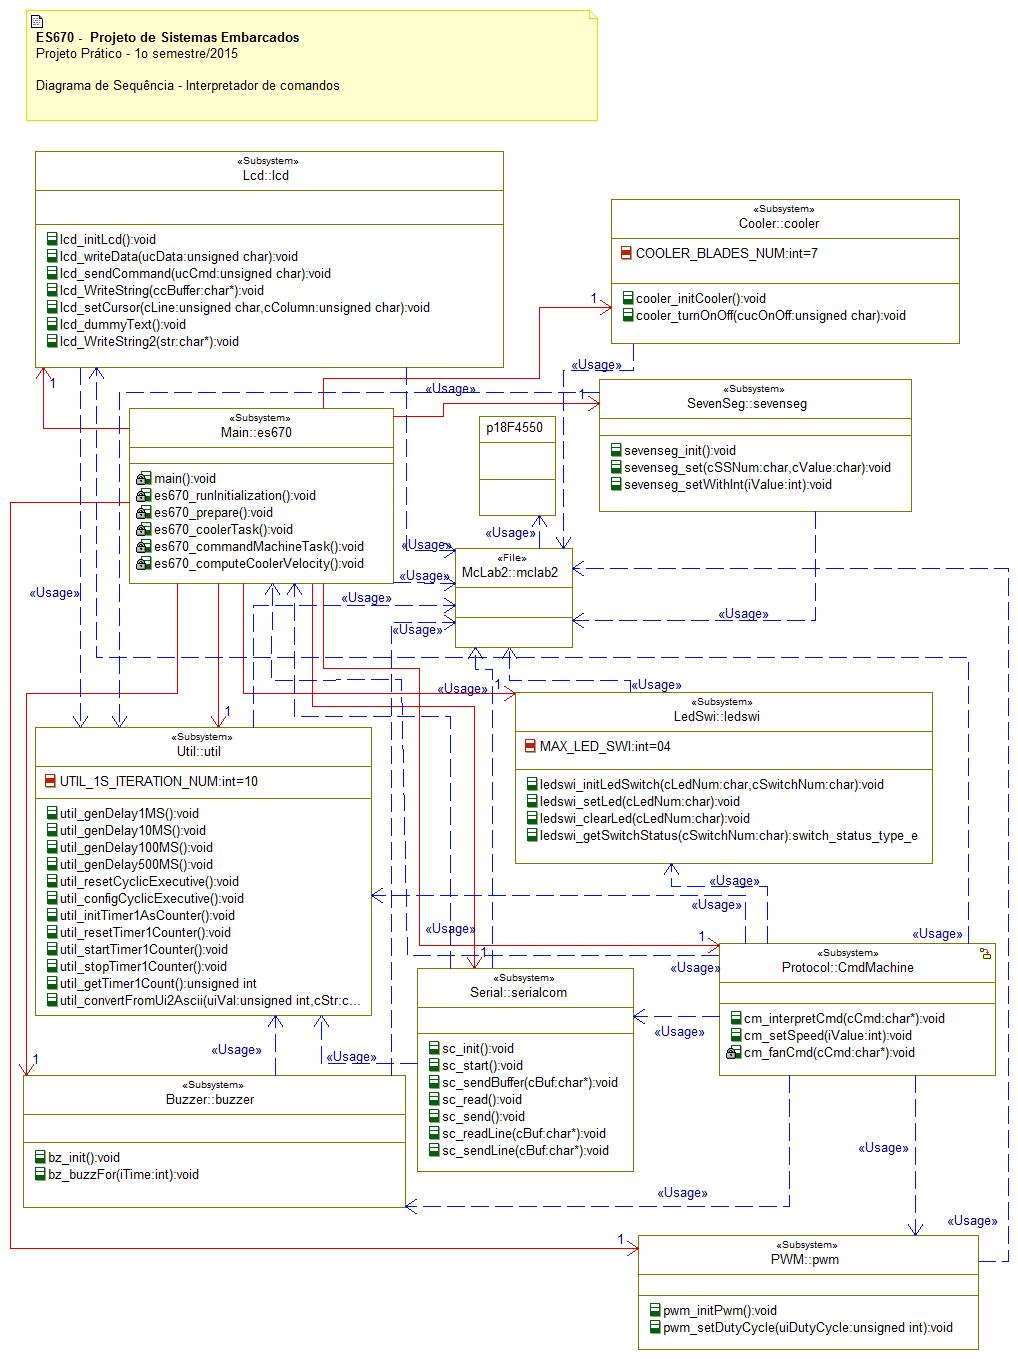 ES670 - Projeto de Sistemas Embarcados
Projeto Prático - 1o semestre/2015
Diagrama de Sequência - Interpretador de comandos
«Subsystem»
Lcd::lcd
lcd_initLcd():void
lcd_writeData(ucData:unsigned char):void
lcd_sendCommand(ucCmd:unsigned char):void
lcd_WriteString(ccBuffer:char*):void
lcd_setCursor(cLine:unsigned char,cColumn:unsigned char):void
lcd_dummyText():void
lcd_WriteString2(str:char*):void
«Subsystem»
Cooler::cooler
COOLER_BLADES_NUM:int=7
cooler_initCooler():void
cooler_turnOnOff(cucOnOff:unsigned char):void
1
«Usage»
1
«Usage»
1
«Subsystem»
SevenSeg::sevenseg
sevenseg_init():void
sevenseg_set(cSSNum:char,cValue:char):void
sevenseg_setWithInt(iValue:int):void
«Subsystem»
Main::es670
main():void
es670_runInitialization():void
es670_prepare():void
es670_coolerTask():void
es670_commandMachineTask():void
es670_computeCoolerVelocity():void
p18F4550
«Usage»
«Usage»
«File»
McLab2::mclab2
«Usage»
«Usage»
«Usage»
«Usage»
«Usage»
«Usage»
1
«Usage»
1
«Subsystem»
LedSwi::ledswi
MAX_LED_SWI:int=04
ledswi_initLedSwitch(cLedNum:char,cSwitchNum:char):void
ledswi_setLed(cLedNum:char):void
ledswi_clearLed(cLedNum:char):void
ledswi_getSwitchStatus(cSwitchNum:char):switch_status_type_e
«Subsystem»
Util::util
UTIL_1S_ITERATION_NUM:int=10
util_genDelay1MS():void
util_genDelay10MS():void
util_genDelay100MS():void
util_genDelay500MS():void
util_resetCyclicExecutive():void
util_configCyclicExecutive():void
util_initTimer1AsCounter():void
util_resetTimer1Counter():void
util_startTimer1Counter():void
util_stopTimer1Counter():void
util_getTimer1Count():unsigned int
util_convertFromUi2Ascii(uiVal:unsigned int,cStr:c...
«Usage»
«Usage»
«Usage»
1
1
«Usage»
«Usage»
«Subsystem»
Protocol::CmdMachine
cm_interpretCmd(cCmd:char*):void
cm_setSpeed(iValue:int):void
cm_fanCmd(cCmd:char*):void
«Subsystem»
Serial::serialcom
sc_init():void
sc_start():void
sc_sendBuffer(cBuf:char*):void
sc_read():void
sc_send():void
sc_readLine(cBuf:char*):void
sc_sendLine(cBuf:char*):void
«Usage»
«Usage»
«Usage»
1
«Subsystem»
Buzzer::buzzer
bz_init():void
bz_buzzFor(iTime:int):void
«Usage»
«Usage»
«Usage»
1
«Subsystem»
PWM::pwm
pwm_initPwm():void
pwm_setDutyCycle(uiDutyCycle:unsigned int):void